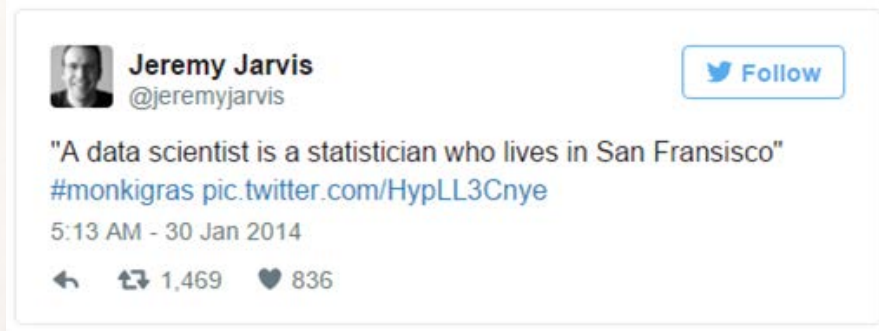 Jeremy Jarvis
@jeremyjarvis
Follow
"A data scientist is a statistician who lives in San Fransisco"
#monkigras pic.twitter.com/HypLL3Cnye
5:13 AM - 30 Jan 2014
1,469 836